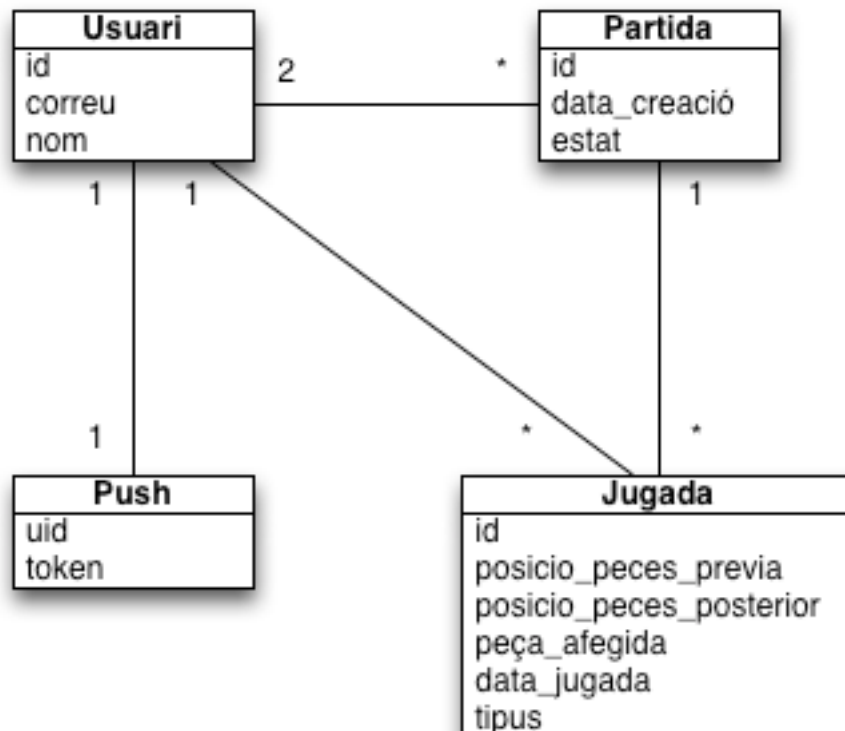 Usuari
id
correu
nom
Partida
id
data_creació
estat
2
*
1
1
1
1
*
*
Push
uid
token
Jugada
id
posicio_peces_previa
posicio_peces_posterior
peça_afegida
data_jugada
tipus